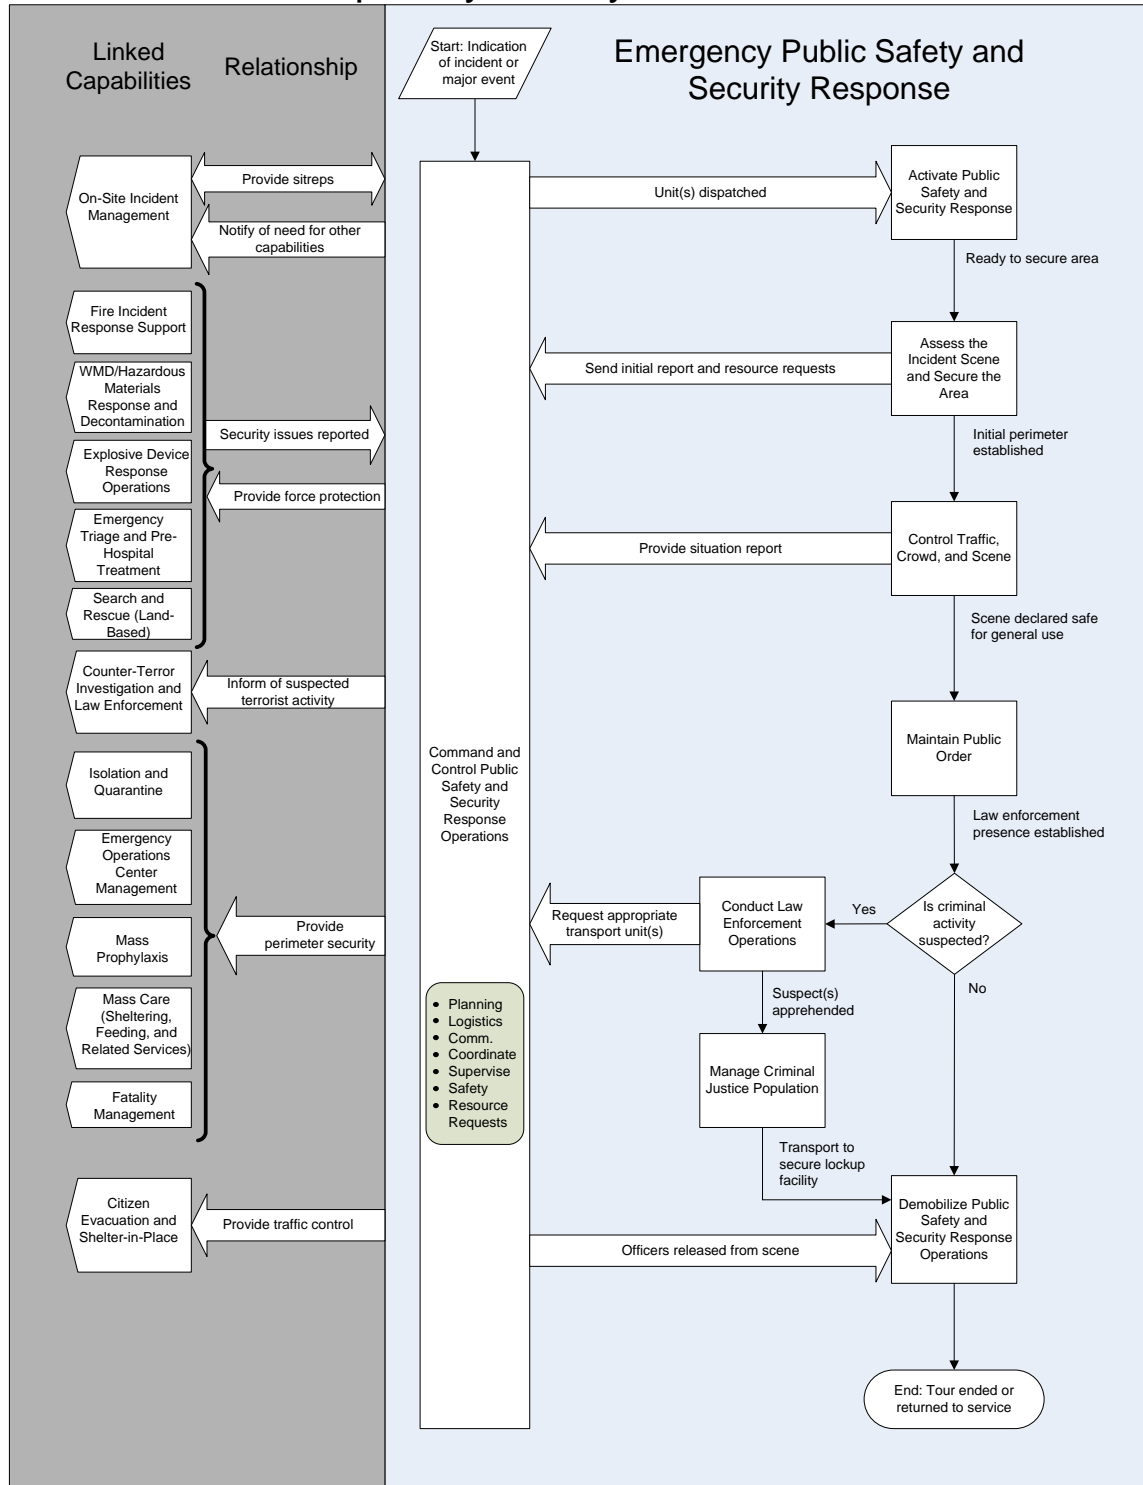 Linked
Capabilities
Relationship
Start: Indication
of incident or
major event
Emergency Public Safety and
Security Response
On-Site Incident
Management
Provide sitreps
Notify of need for other
capabilities
Fire Incident
Response Support
WMD/Hazardous
Materials
Response and
Decontamination
Explosive Device
Response
Operations
Emergency
Triage and Pre-
Hospital
Treatment
Search and
Rescue (Land-
Based)
Security issues reported
Provide force protection
Counter-Terror
Investigation and
Law Enforcement
Inform of suspected
terrorist activity
Isolation and
Quarantine
Emergency
Operations
Center
Management
Mass
Prophylaxis
Mass Care
(Sheltering,
Feeding, and
Related Services)
Fatality
Management
Provide
perimeter security
Citizen
Evacuation and
Shelter-in-Place
Provide traffic control
Command and
Control Public
Safety and
Security
Response
Operations
• Planning
• Logistics
• Comm.
• Coordinate
• Supervise
• Safety
• Resource
Requests
Unit(s) dispatched
Activate Public
Safety and
Security Response
Ready to secure area
Assess the
Incident Scene
and Secure the
Area
Send initial report and resource requests
Initial perimeter
established
Control Traffic,
Crowd, and Scene
Provide situation report
Scene declared safe
for general use
Maintain Public
Order
Law enforcement
presence established
Is criminal
activity
suspected?
Yes
No
Conduct Law
Enforcement
Operations
Request appropriate
transport unit(s)
Suspect(s)
apprehended
Manage Criminal
Justice Population
Transport to
secure lockup
facility
Demobilize Public
Safety and
Security Response
Operations
Officers released from scene
End: Tour ended or
returned to service